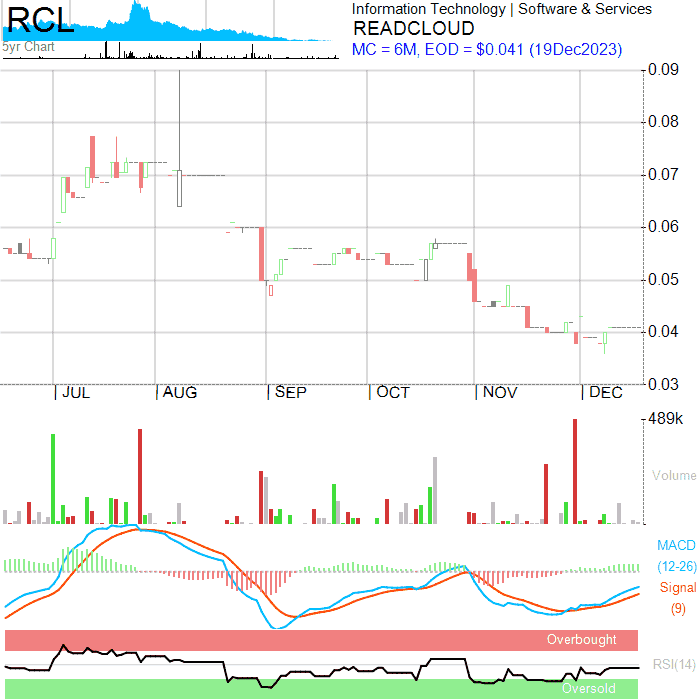 RCL
5yr Chart
Information Technology | Software & Services
READCLOUD
MC = 6M, EOD = $0.041 (19Dec2023)
0.09
0.08
0.07
0.06
0.05
0.04
0.03
JUL AUG SEP OCT NOV DEC
489k
Volume
MACD
(12-26)
Signal
(9)
Overbought
RSI(14)
Oversold